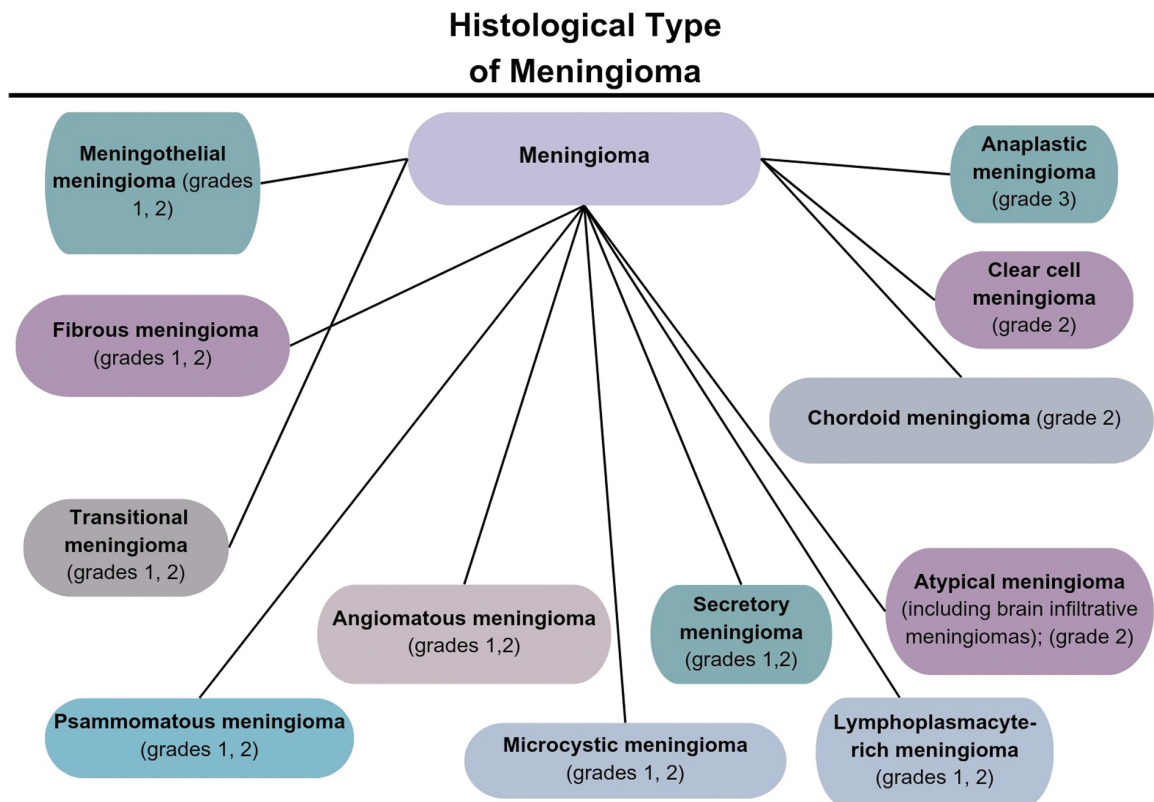 Histological Type
of Meningioma
Meningothelial
meningioma (grades
1, 2)
Meningioma
Anaplastic
meningioma
(grade 3)
Clear cell
meningioma
(grade 2)
Fibrous meningioma
(grades 1, 2)
Chordoid meningioma (grade 2)
Transitional
meningioma
(grades 1, 2)
Angiomatous meningioma
(grades 1,2)
Secretory
meningioma
(grades 1,2)
Atypical meningioma
(including brain infiltrative
meningiomas); (grade 2)
Psammomatous meningioma
(grades 1, 2)
Microcystic meningioma
(grades 1, 2)
Lymphoplasmacyte-
rich meningioma
(grades 1, 2)